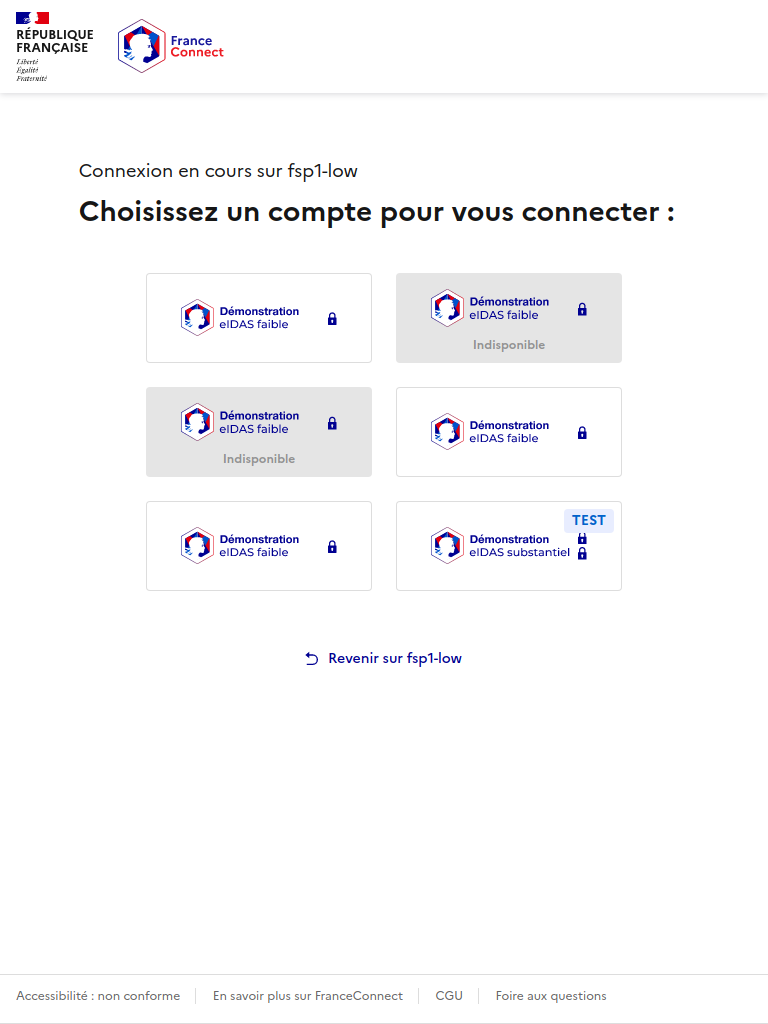 RÉPUBLIQUE
FRANÇAISE
Liberté
Égalité
Fraternité
France
Connect
Connexion en cours sur fsp1-low
Choisissez un compte pour vous connecter :
Démonstration
eIDAS faible
Démonstration
eIDAS faible
Indisponible
Démonstration
eIDAS faible
Indisponible
Démonstration
eIDAS faible
Démonstration
eIDAS faible
TEST
Démonstration
eIDAS substantiel
Revenir sur fsp1-low
Accessibilité : non conforme
En savoir plus sur FranceConnect
CGU
Foire aux questions